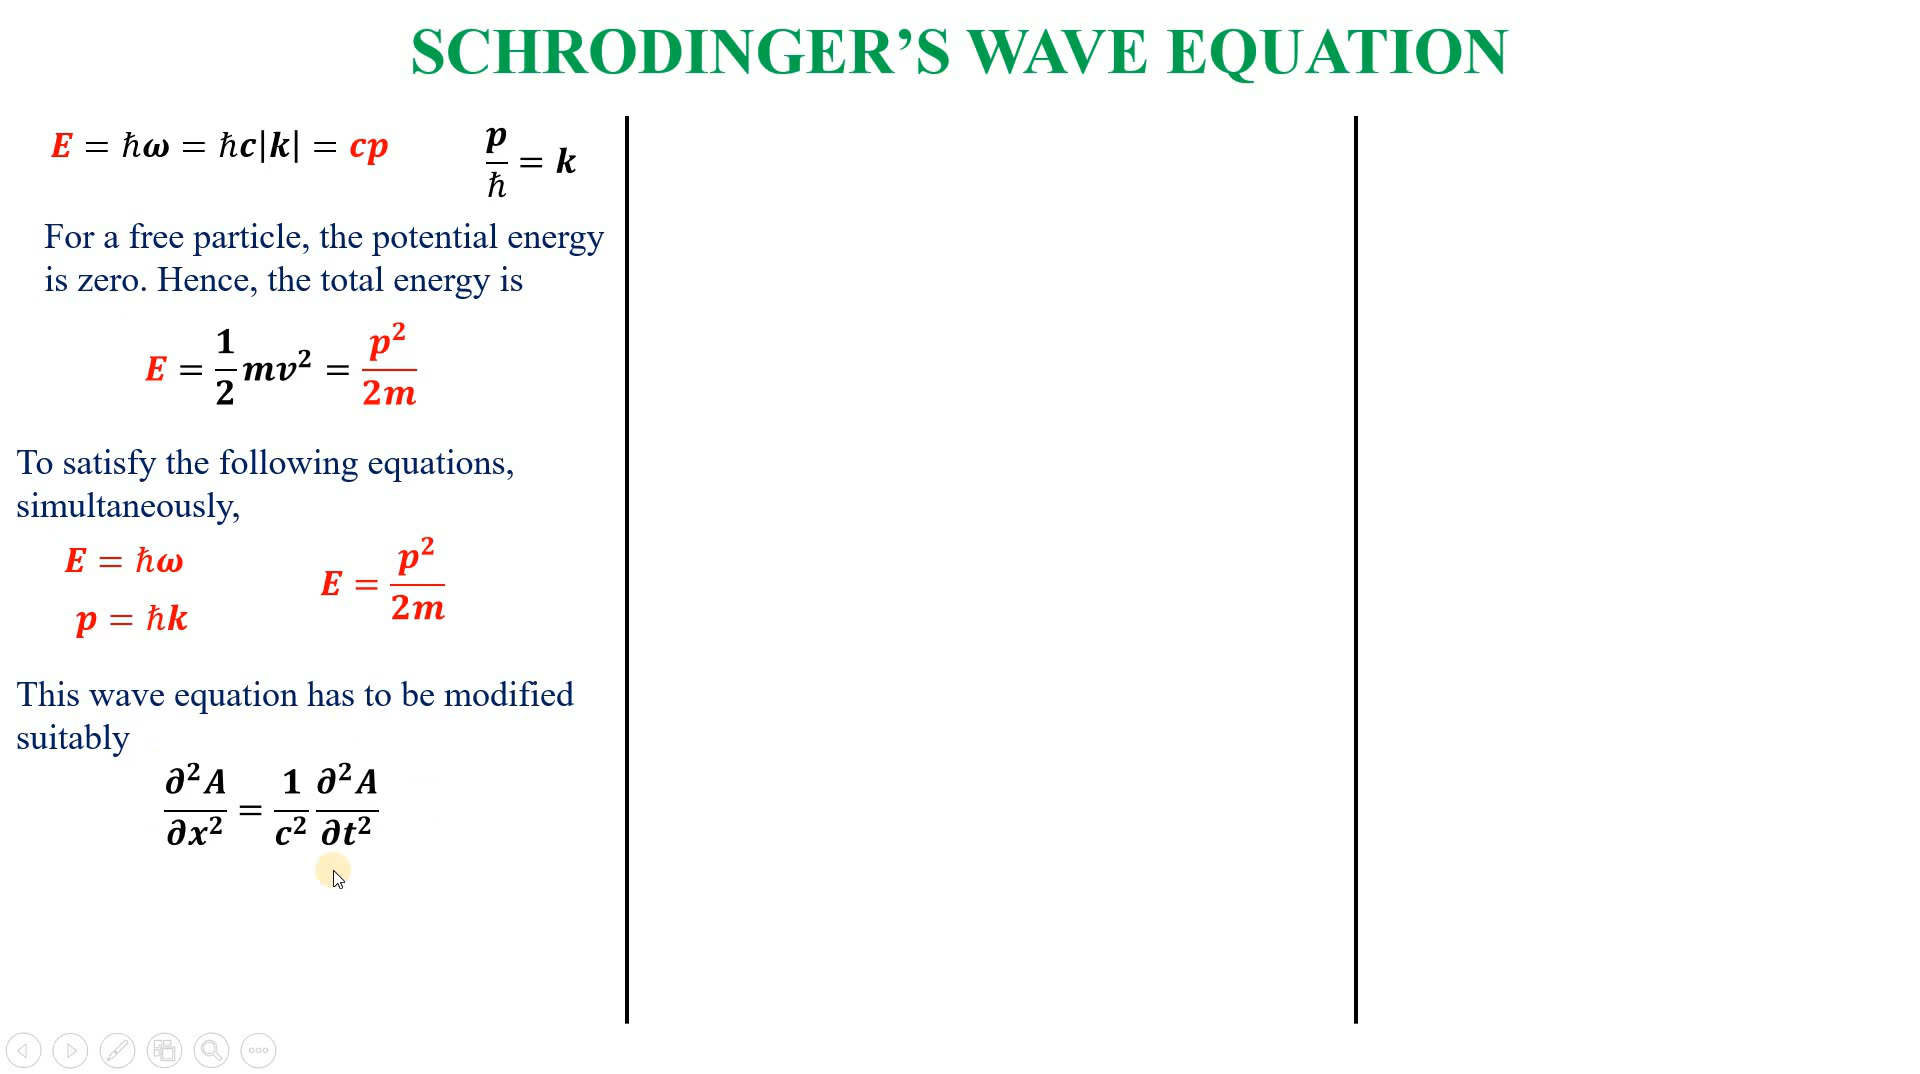 SCHRODINGER’S WAVE EQUATION
E = ħω = ħc|k| = cp
p/ħ = k
For a free particle, the potential energy
is zero. Hence, the total energy is
E = 1/2 mv² = p²/2m
To satisfy the following equations,
simultaneously,
E = ħω
p = ħk
E = p²/2m
This wave equation has to be modified
suitably
∂²A/∂x² = 1/c² ∂²A/∂t²